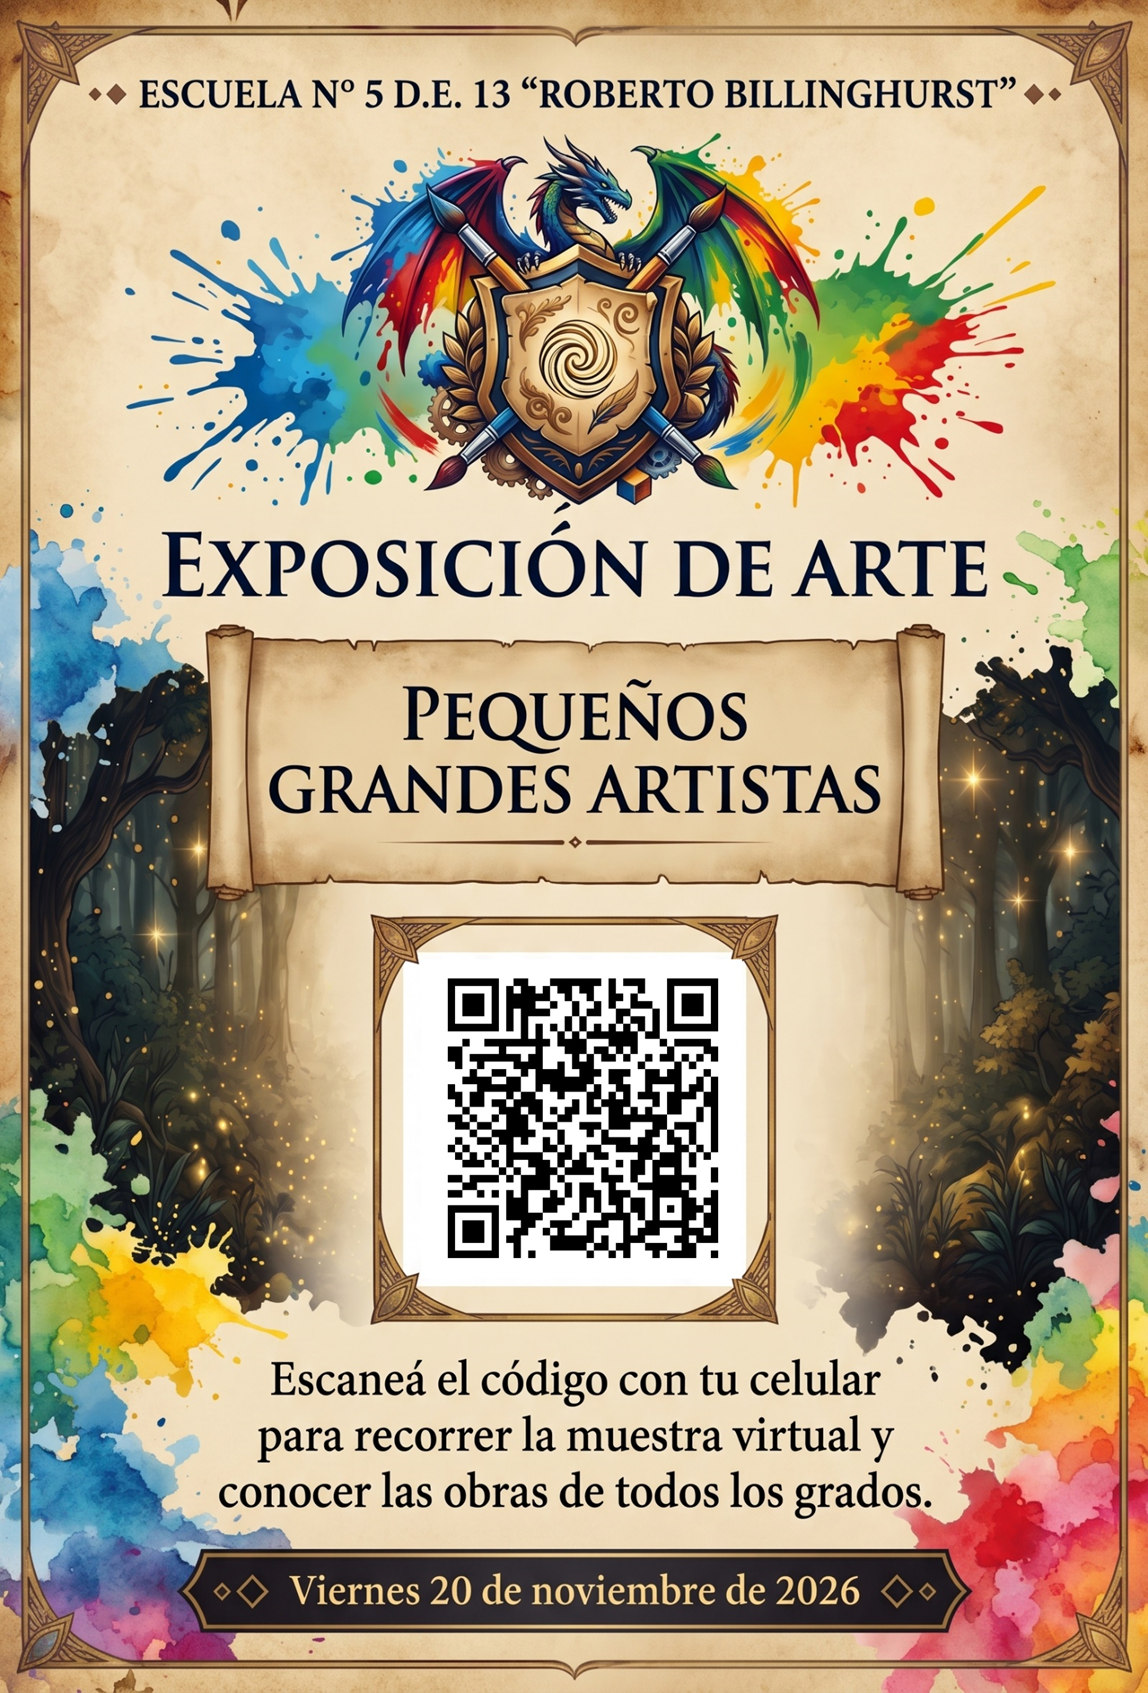 ESCUELA Nº 5 D.E. 13 “ROBERTO BILLINGHURST”
EXPOSICIÓN DE ARTE
PEQUEÑOS
GRANDES ARTISTAS
Escaneá el código con tu celular
para recorrer la muestra virtual y
conocer las obras de todos los grados.
Viernes 20 de noviembre de 2026